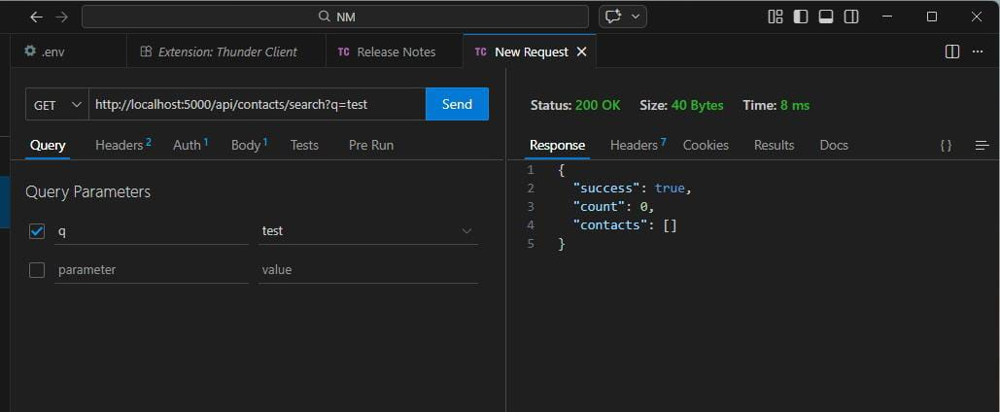 NM
.env
Extension: Thunder Client
TC Release Notes
TC New Request
GET http://localhost:5000/api/contacts/search?q=test Send
Query Headers 2 Auth 1 Body 1 Tests Pre Run
Query Parameters
q test
parameter value
Status: 200 OK Size: 40 Bytes Time: 8 ms
Response Headers 7 Cookies Results Docs { }
1 {
2 "success": true,
3 "count": 0,
4 "contacts": []
5 }